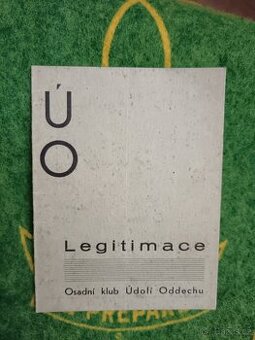 Ú
O
Legitimace
Osadní klub Údolí Oddechu